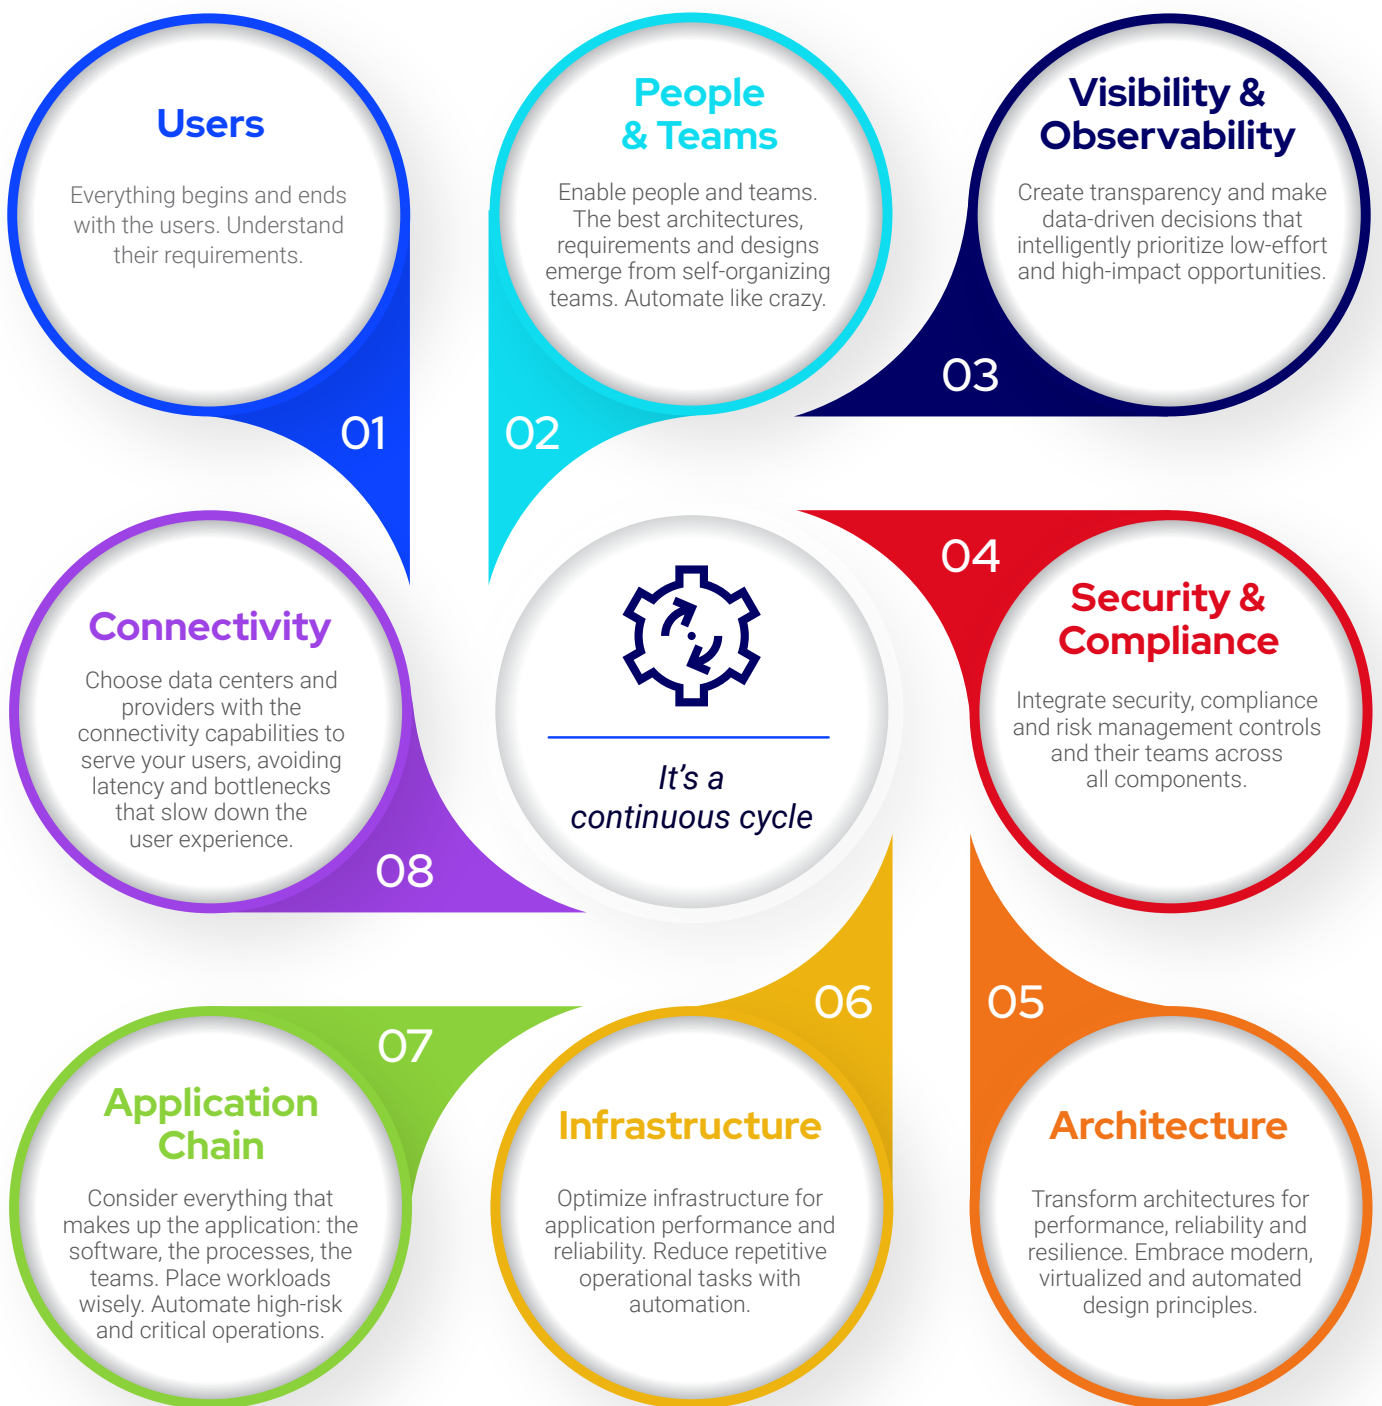 Users
Everything begins and ends
with the users. Understand
their requirements.
01
People
& Teams
Enable people and teams.
The best architectures,
requirements and designs
emerge from self-organizing
teams. Automate like crazy.
02
Visibility &
Observability
Create transparency and make
data-driven decisions that
intelligently prioritize low-effort
and high-impact opportunities.
03
04
Security &
Compliance
Integrate security, compliance
and risk management controls
and their teams across
all components.
05
Architecture
Transform architectures for
performance, reliability and
resilience. Embrace modern,
virtualized and automated
design principles.
06
Infrastructure
Optimize infrastructure for
application performance and
reliability. Reduce repetitive
operational tasks with
automation.
07
Application
Chain
Consider everything that
makes up the application: the
software, the processes, the
teams. Place workloads
wisely. Automate high-risk
and critical operations.
Connectivity
Choose data centers and
providers with the
connectivity capabilities to
serve your users, avoiding
latency and bottlenecks
that slow down the
user experience.
08
It's a
continuous cycle